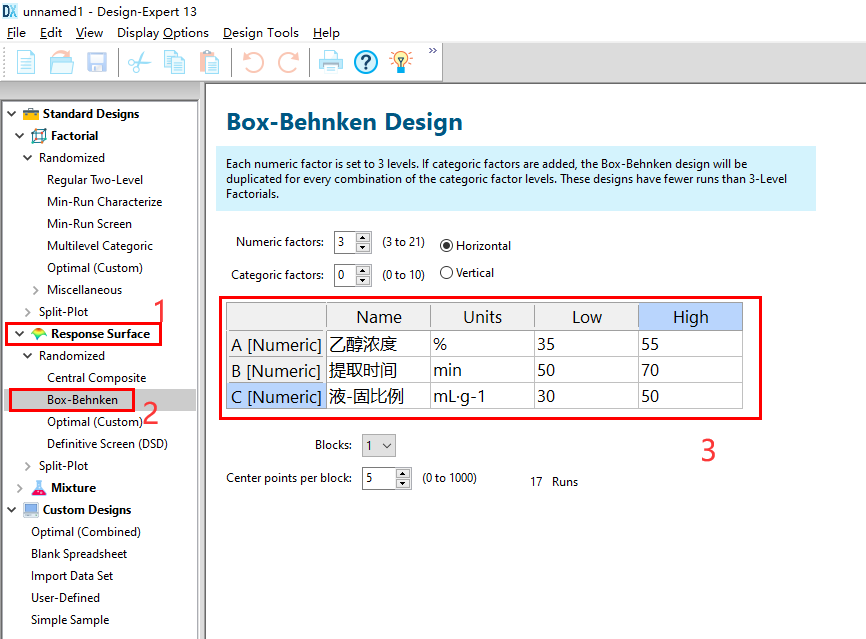 DX unnamed1 - Design-Expert 13
File Edit View Display Options Design Tools Help
»
Standard Designs
Factorial
Randomized
Regular Two-Level
Min-Run Characterize
Min-Run Screen
Multilevel Categoric
Optimal (Custom)
Miscellaneous
Split-Plot
1
Response Surface
Randomized
Central Composite
Box-Behnken
2
Optimal (Custom)
Definitive Screen (DSD)
Split-Plot
Mixture
Custom Designs
Optimal (Combined)
Blank Spreadsheet
Import Data Set
User-Defined
Simple Sample
Box-Behnken Design
Each numeric factor is set to 3 levels. If categoric factors are added, the Box-Behnken design will be
duplicated for every combination of the categoric factor levels. These designs have fewer runs than 3-Level
Factorials.
Numeric factors: 3 (3 to 21) Horizontal
Categoric factors: 0 (0 to 10) Vertical
Name Units Low High
A [Numeric] 乙醇浓度 % 35 55
B [Numeric] 提取时间 min 50 70
C [Numeric] 液-固比例 mL·g-1 30 50
Blocks: 1
3
Center points per block: 5 (0 to 1000) 17 Runs